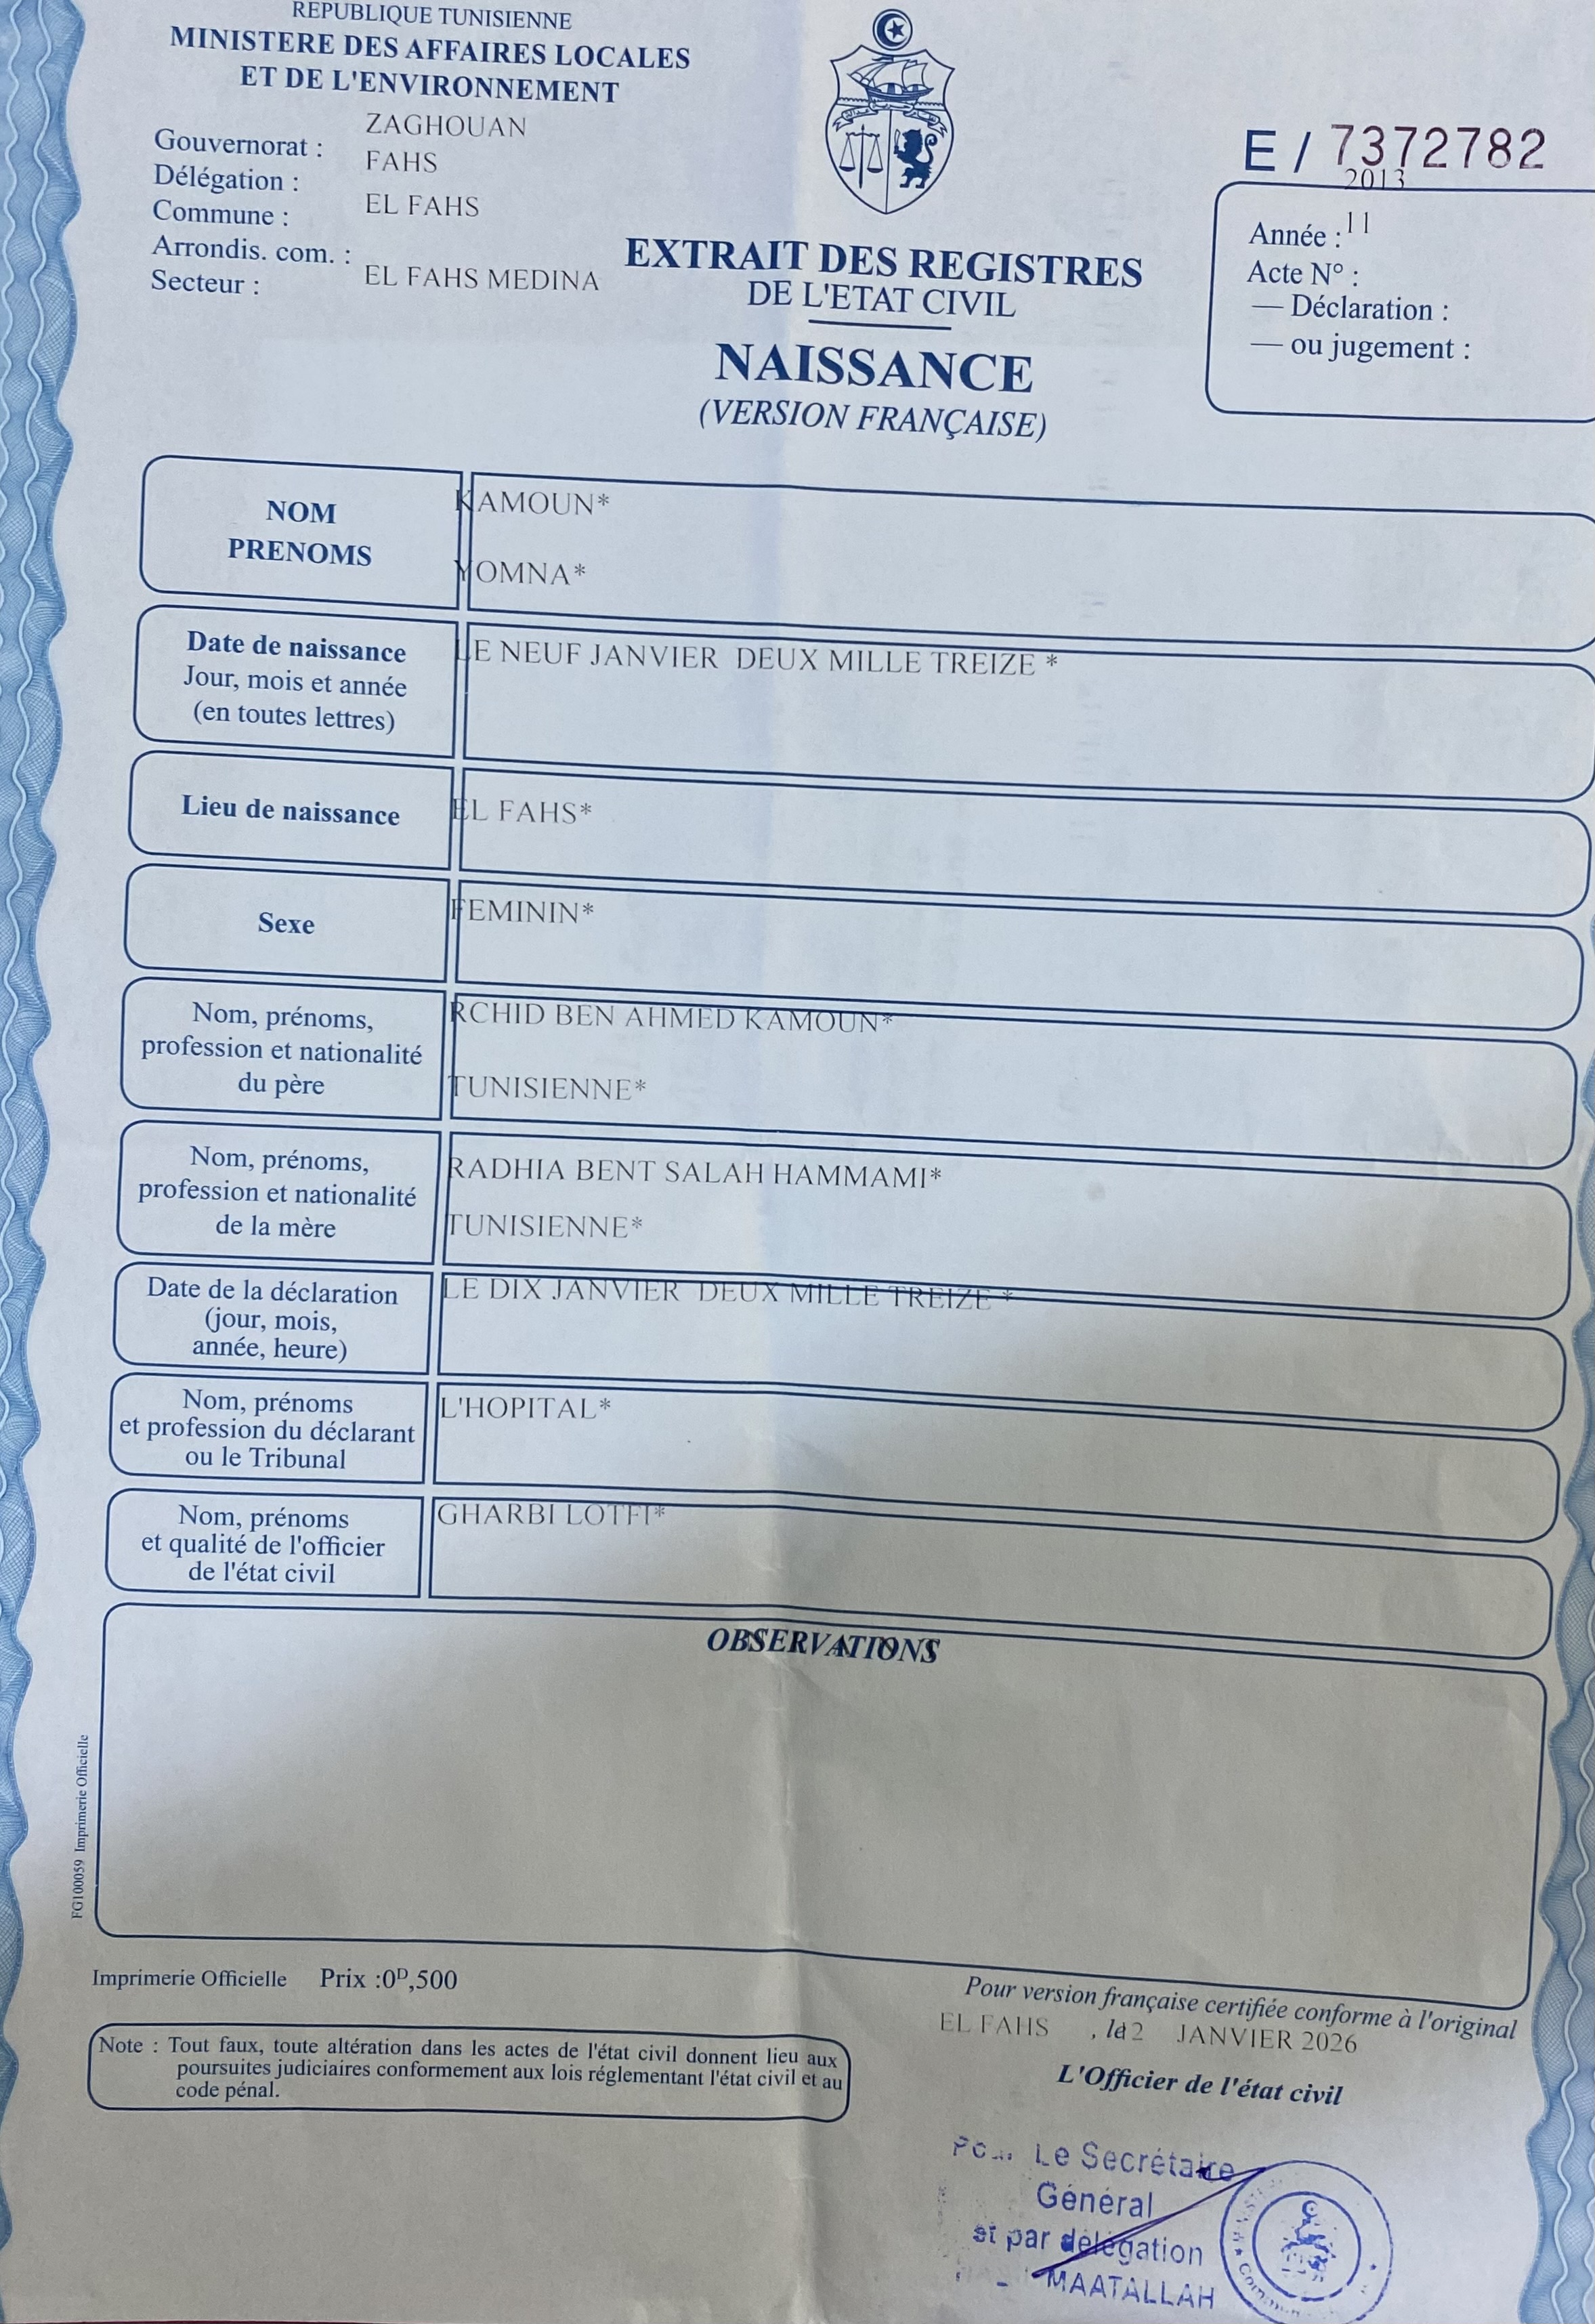 REPUBLIQUE TUNISIENNE
MINISTERE DES AFFAIRES LOCALES
ET DE L'ENVIRONNEMENT
Gouvernorat : ZAGHOUAN
Délégation : FAHS
Commune : EL FAHS
Arrondis. com. :
Secteur : EL FAHS MEDINA
E / 7372782
2013
Année : 11
Acte N° :
— Déclaration :
— ou jugement :
EXTRAIT DES REGISTRES
DE L'ETAT CIVIL
NAISSANCE
(VERSION FRANÇAISE)
NOM
PRENOMS
KAMOUN*
YOMNA*
Date de naissance
Jour, mois et année
(en toutes lettres)
LE NEUF JANVIER DEUX MILLE TREIZE *
Lieu de naissance
EL FAHS*
Sexe
FEMININ*
Nom, prénoms,
profession et nationalité
du père
RCHID BEN AHMED KAMOUN*
TUNISIENNE*
Nom, prénoms,
profession et nationalité
de la mère
RADHIA BENT SALAH HAMMAMI*
TUNISIENNE*
Date de la déclaration
(jour, mois,
année, heure)
LE DIX JANVIER DEUX MILLE TREIZE *
Nom, prénoms
et profession du déclarant
ou le Tribunal
L'HOPITAL*
Nom, prénoms
et qualité de l'officier
de l'état civil
GHARBI LOTFI*
OBSERVATIONS
FG100059 Imprimerie Officielle
Imprimerie Officielle Prix :0D,500
Pour version française certifiée conforme à l'original
EL FAHS , le 12 JANVIER 2026
L'Officier de l'état civil
Note : Tout faux, toute altération dans les actes de l'état civil donnent lieu aux
poursuites judiciaires conformement aux lois réglementant l'état civil et au
code pénal.
Le Secrétaire
Général
et par délégation
MAATALLAH